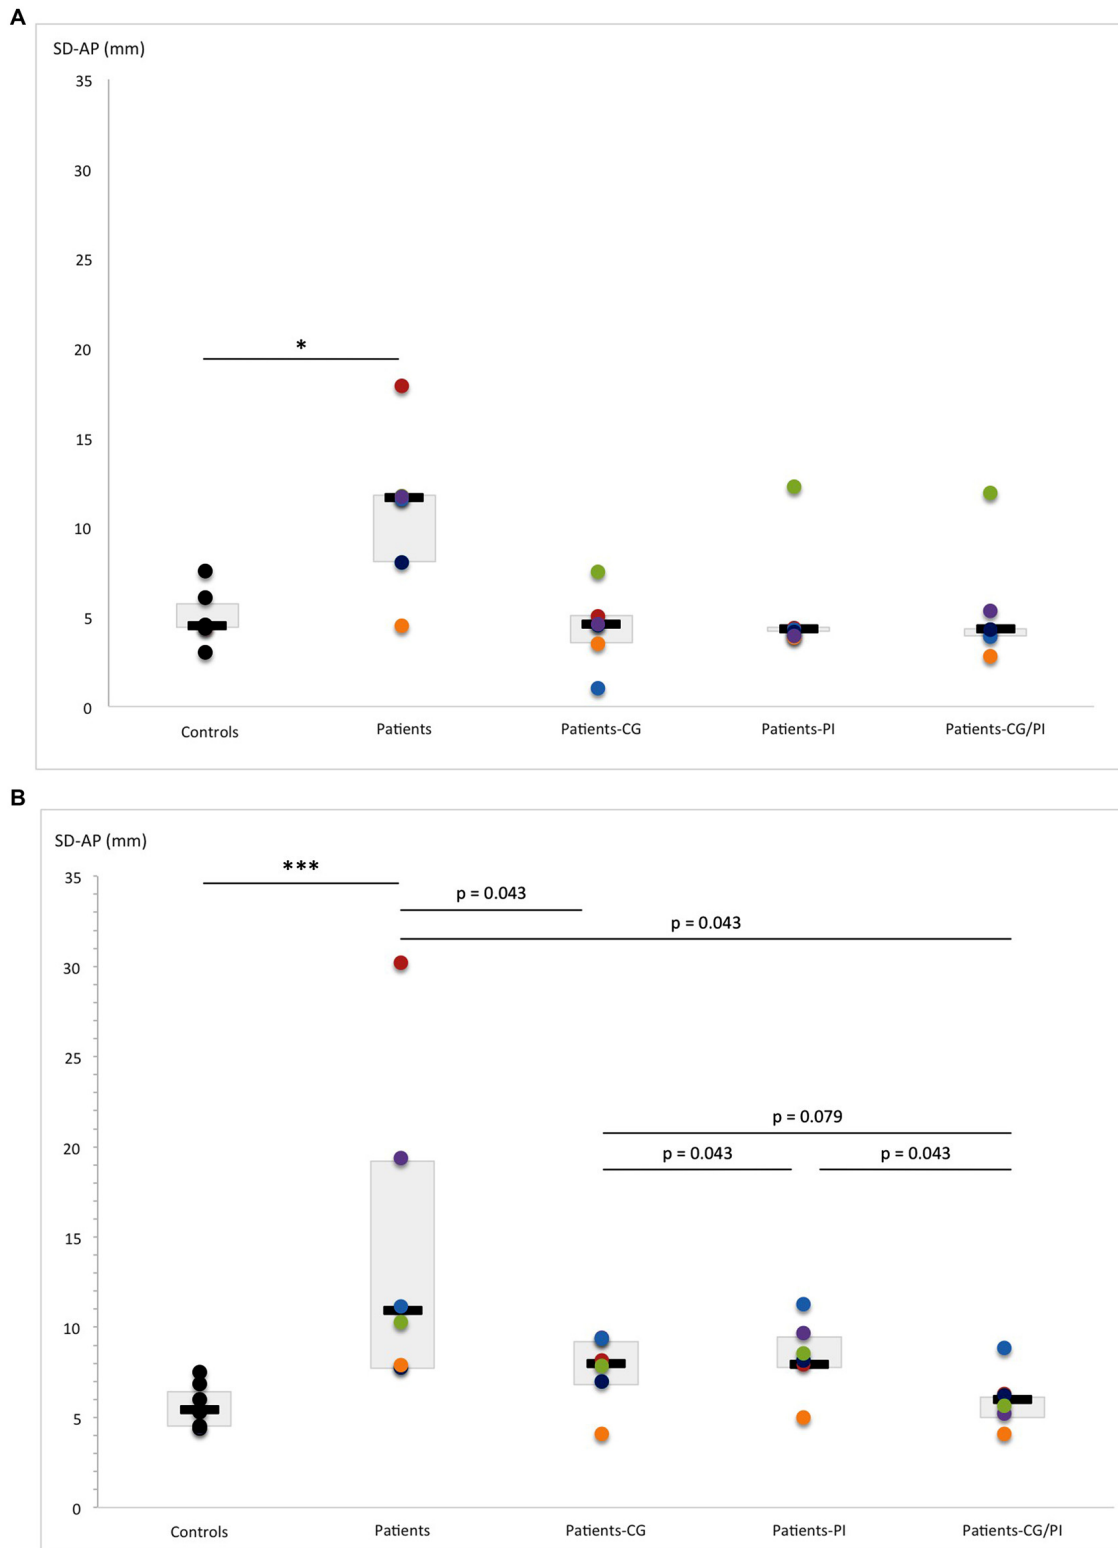 A
SD-AP (mm)
35
30
25
20
15
10
5
0
*
Controls
Patients
Patients-CG
Patients-PI
Patients-CG/PI
B
SD-AP (mm)
35
30
25
20
15
10
5
0
***
p = 0.043
p = 0.043
p = 0.079
p = 0.043
p = 0.043
Controls
Patients
Patients-CG
Patients-PI
Patients-CG/PI